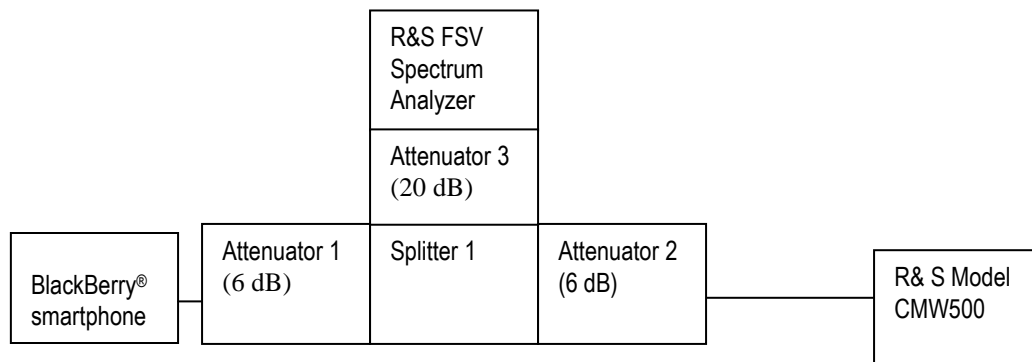 R&S FSV
Spectrum
Analyzer
Attenuator 3
(20 dB)
BlackBerry®
smartphone
Attenuator 1
(6 dB)
Splitter 1
Attenuator 2
(6 dB)
R& S Model
CMW500